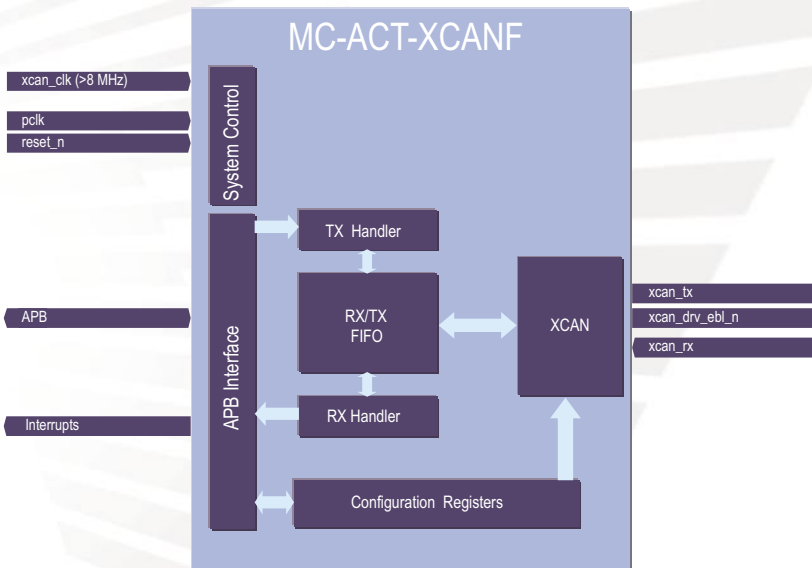 MC-ACT-XCANF
xcan_clk (>8 MHz)
pclk
reset_n
System Control
TX Handler
RX/TX
FIFO
XCAN
xcan_tx
xcan_drv_ebl_n
xcan_rx
APB
APB Interface
RX Handler
Interrupts
Configuration Registers